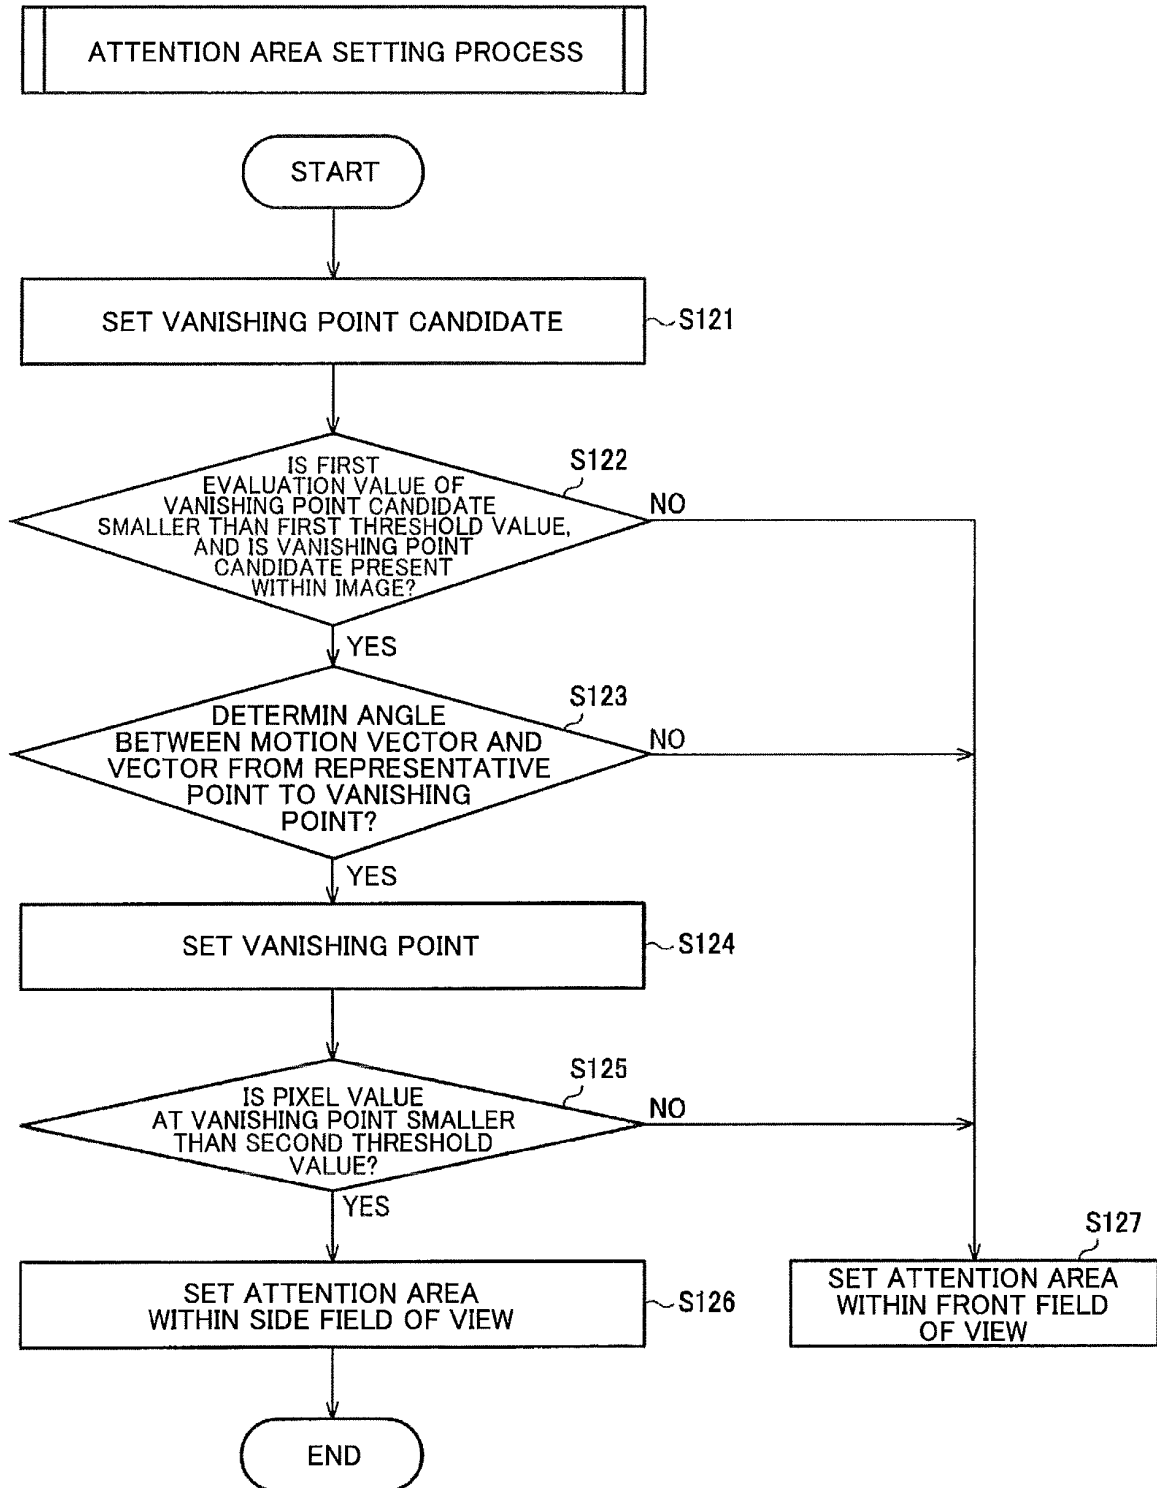 ATTENTION AREA SETTING PROCESS
START
SET VANISHING POINT CANDIDATE
S121
S122
IS FIRST
EVALUATION VALUE OF
VANISHING POINT CANDIDATE
SMALLER THAN FIRST THRESHOLD VALUE,
AND IS VANISHING POINT
CANDIDATE PRESENT
WITHIN IMAGE?
NO
YES
S123
DETERMIN ANGLE
BETWEEN MOTION VECTOR AND
VECTOR FROM REPRESENTATIVE
POINT TO VANISHING
POINT?
NO
YES
SET VANISHING POINT
S124
S125
IS PIXEL VALUE
AT VANISHING POINT SMALLER
THAN SECOND THRESHOLD
VALUE?
NO
YES
SET ATTENTION AREA
WITHIN SIDE FIELD OF VIEW
S126
S127
SET ATTENTION AREA
WITHIN FRONT FIELD
OF VIEW
END